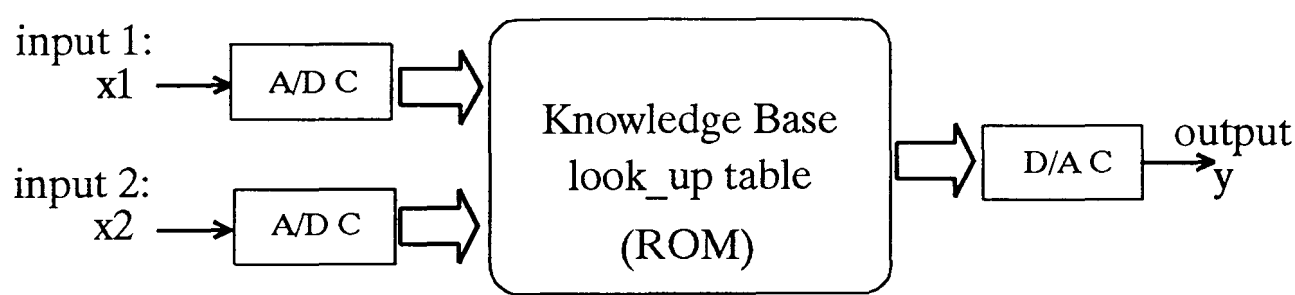 input 1:
x1
A/D C
input 2:
x2
A/D C
Knowledge Base
look_up table
(ROM)
D/A C
output
y